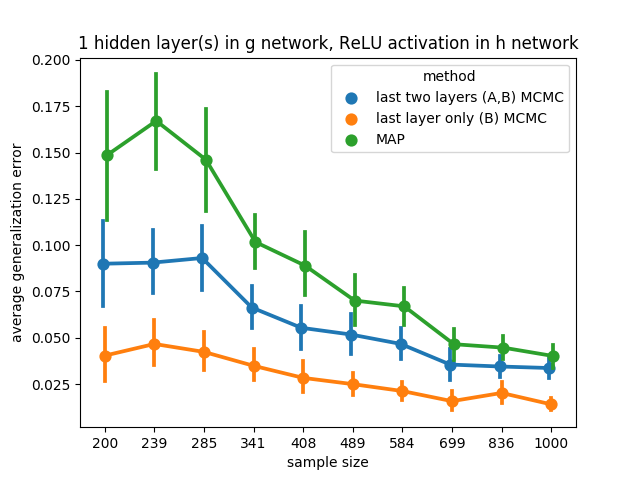 1 hidden layer(s) in g network, ReLU activation in h network
method
last two layers (A,B) MCMC
last layer only (B) MCMC
MAP
average generalization error
0.200
0.175
0.150
0.125
0.100
0.075
0.050
0.025
200 239 285 341 408 489 584 699 836 1000
sample size